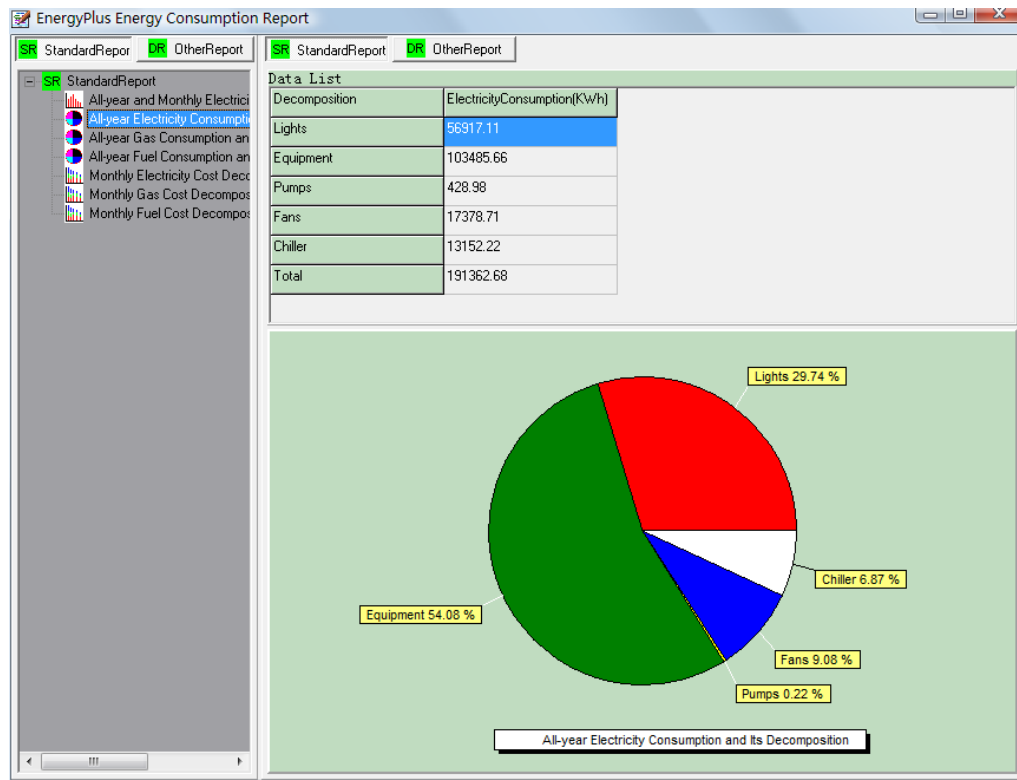 EnergyPlus Energy Consumption Report
SR StandardRepor DR OtherReport
SR StandardReport DR OtherReport
SR StandardReport
All-year and Monthly Electrici
All-year Electricity Consumpti
All-year Gas Consumption an
All-year Fuel Consumption an
Monthly Electricity Cost Deco
Monthly Gas Cost Decompos
Monthly Fuel Cost Decompos
Data List
Decomposition ElectricityConsumption(KWh)
Lights 56917.11
Equipment 103485.66
Pumps 428.98
Fans 17378.71
Chiller 13152.22
Total 191362.68
Lights 29.74 %
Chiller 6.87 %
Equipment 54.08 %
Fans 9.08 %
Pumps 0.22 %
All-year Electricity Consumption and Its Decomposition